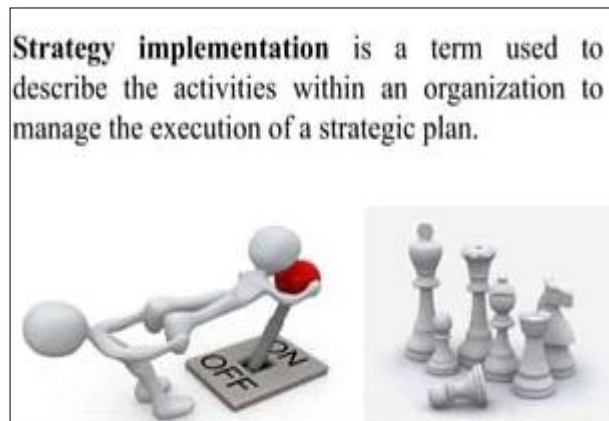 Strategy implementation is a term used to
describe the activities within an organization to
manage the execution of a strategic plan.
ON
OFF